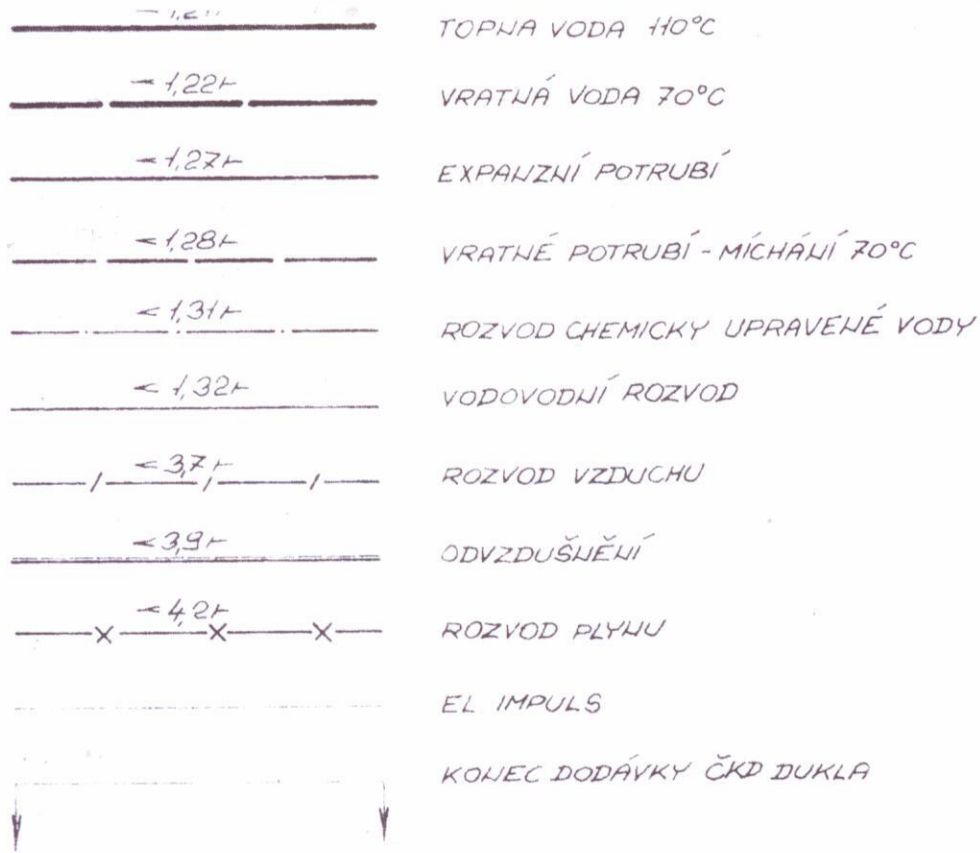 TOPNA VODA 110°C
1,22
VRATNÁ VODA 70°C
1,27
EXPANZNÍ POTRUBÍ
1,28
VRATNÉ POTRUBÍ - MÍCHÁNÍ 70°C
1,31
ROZVOD CHEMICKY UPRAVENÉ VODY
1,32
VODOVODNÍ ROZVOD
3,7
ROZVOD VZDUCHU
3,9
ODVZDUŠNĚNÍ
4,2
ROZVOD PLYNU
EL IMPULS
KONEC DODÁVKY ČKD DUKLA